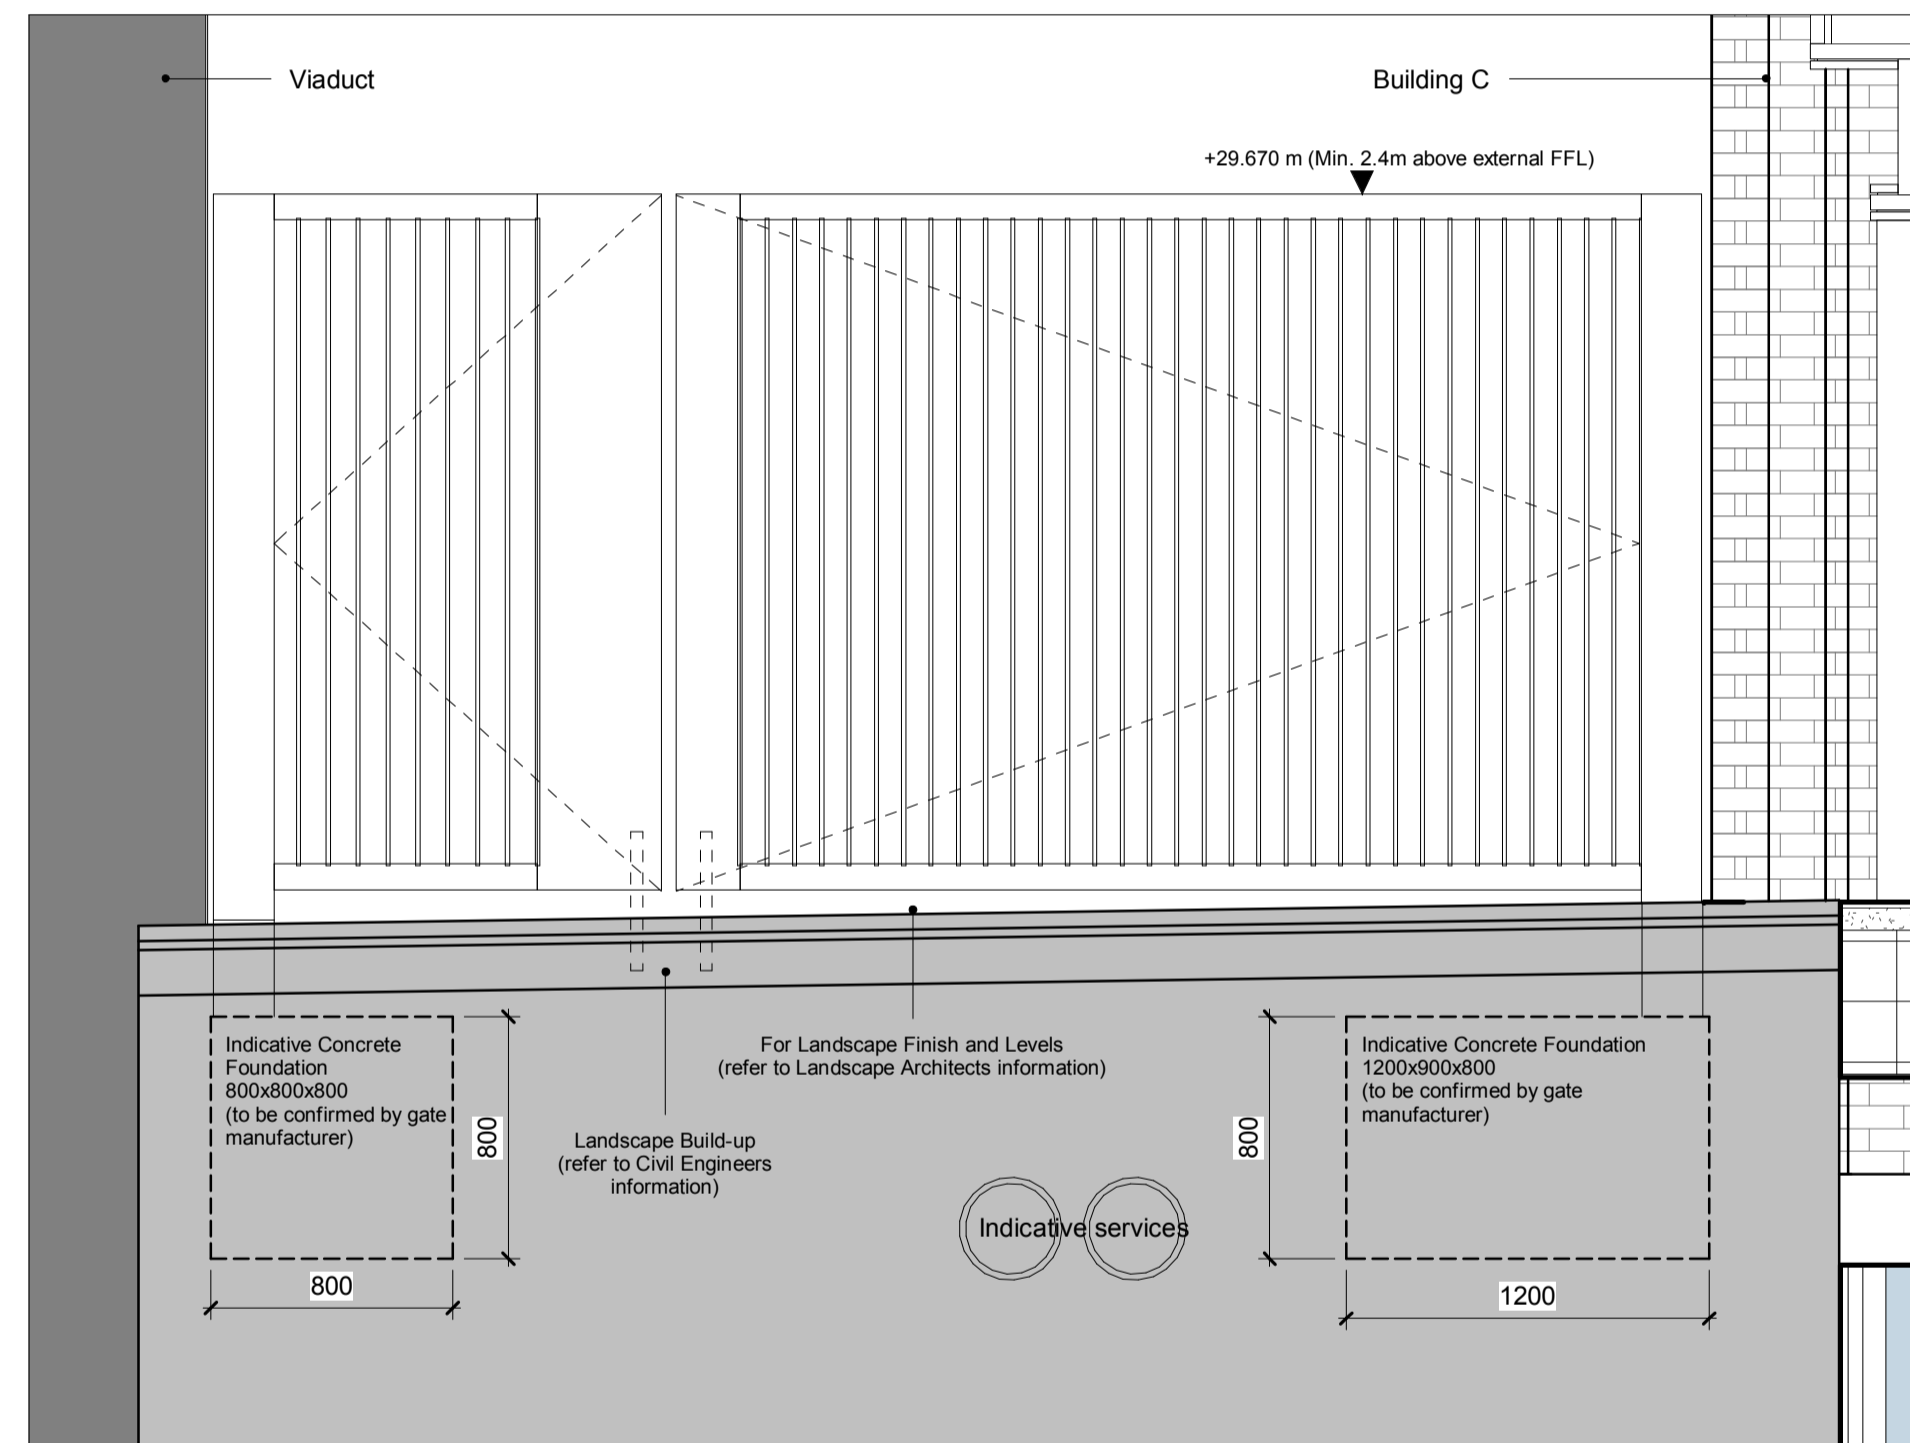 Viaduct
Building C
+29.670 m (Min. 2.4m above external FFL)
Indicative Concrete
Foundation
800x800x800
(to be confirmed by gate
manufacturer)
800
800
For Landscape Finish and Levels
(refer to Landscape Architects information)
Landscape Build-up
(refer to Civil Engineers
information)
Indicative services
800
Indicative Concrete Foundation
1200x900x800
(to be confirmed by gate
manufacturer)
1200